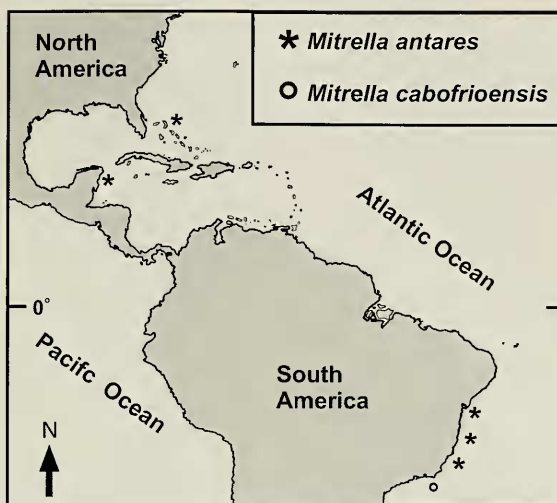 North
America
* Mitrella antares
o Mitrella cabofrioensis
Atlantic Ocean
0°
Pacifc Ocean
South
America
N